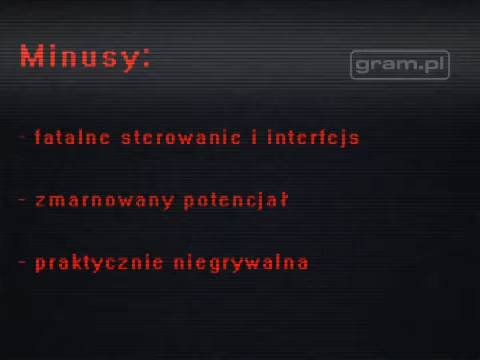 Minusy:
gram.pl
- fatalne sterowanie i interfejs
- zmarnowany potencjał
- praktycznie niegrywalna